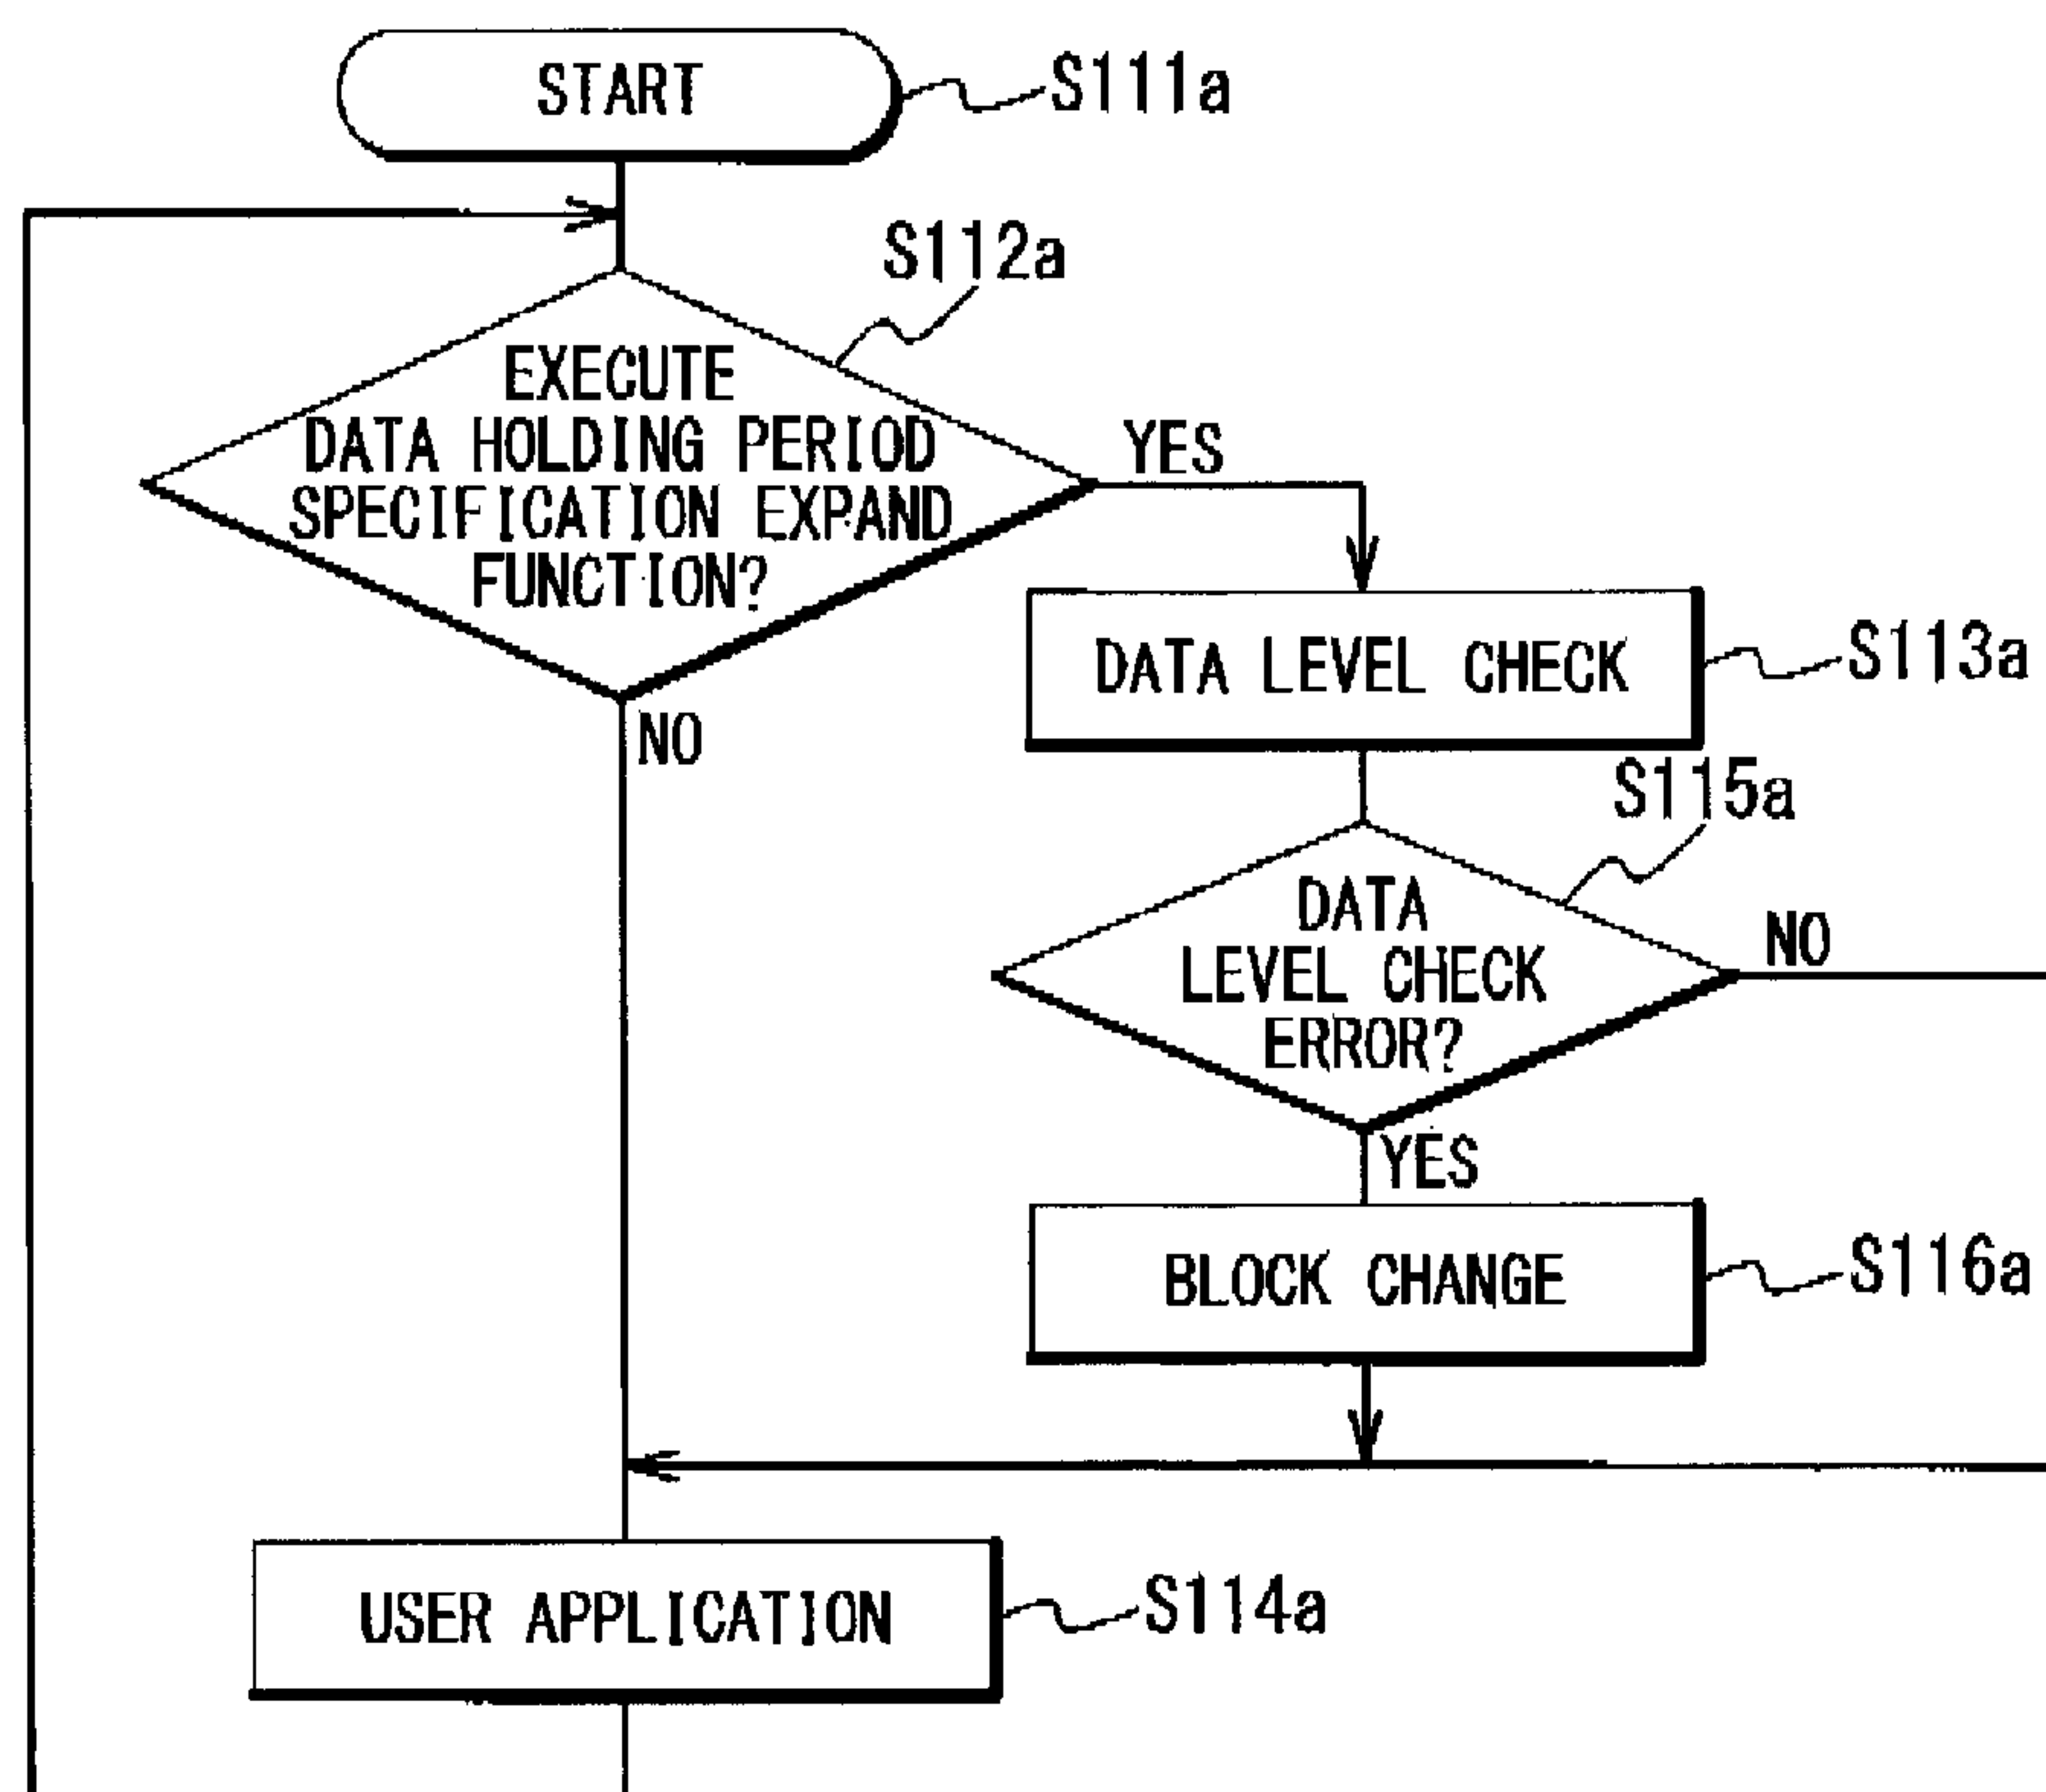 START
S111a
S112a
EXECUTE
DATA HOLDING PERIOD
SPECIFICATION EXPAND
FUNCTION?
YES
NO
DATA LEVEL CHECK
S113a
S115a
DATA
LEVEL CHECK
ERROR?
NO
YES
BLOCK CHANGE
S116a
USER APPLICATION
S114a